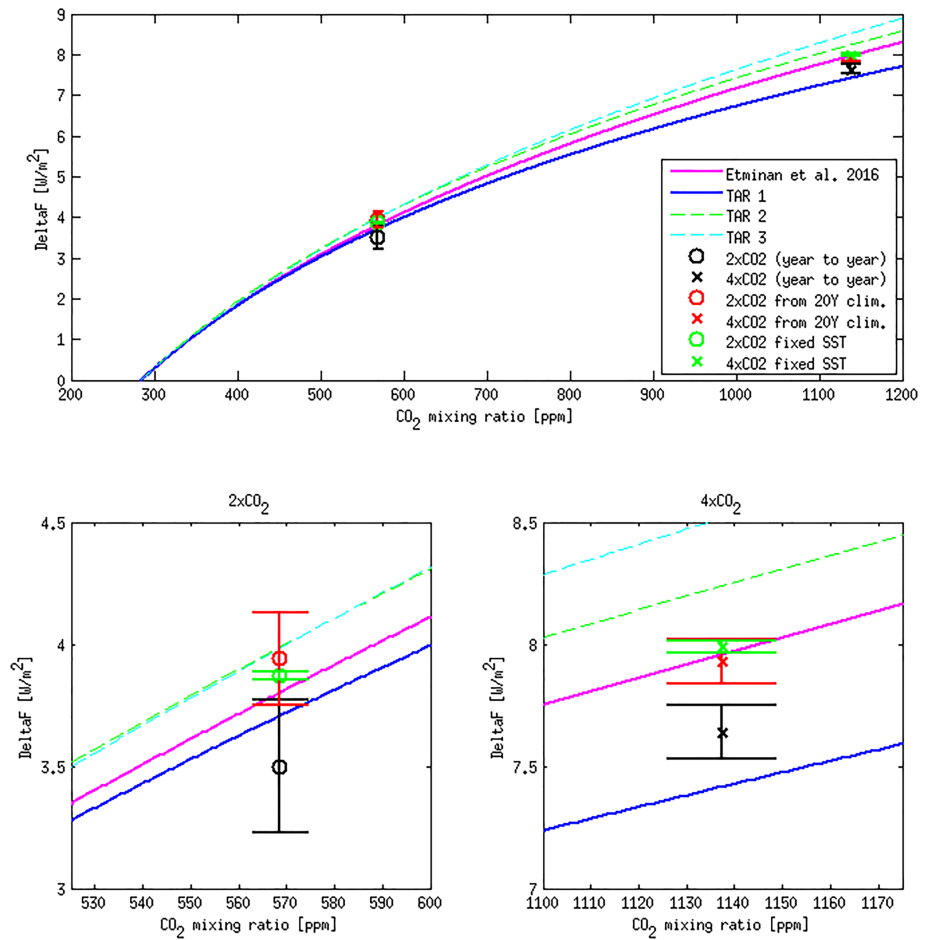 9
8
7
6
5
4
3
2
1
0
DeltaF [W/m2]
200 300 400 500 600 700 800 900 1000 1100 1200
CO2 mixing ratio [ppm]
Etminan et al. 2016
TAR 1
TAR 2
TAR 3
2xCO2 (year to year)
4xCO2 (year to year)
2xCO2 from 20Y clim.
4xCO2 from 20Y clim.
2xCO2 fixed SST
4xCO2 fixed SST
2xCO2
4.5
4
3.5
3
DeltaF [W/m2]
530 540 550 560 570 580 590 600
CO2 mixing ratio [ppm]
4xCO2
8.5
8
7.5
7
DeltaF [W/m2]
1100 1110 1120 1130 1140 1150 1160 1170
CO2 mixing ratio [ppm]